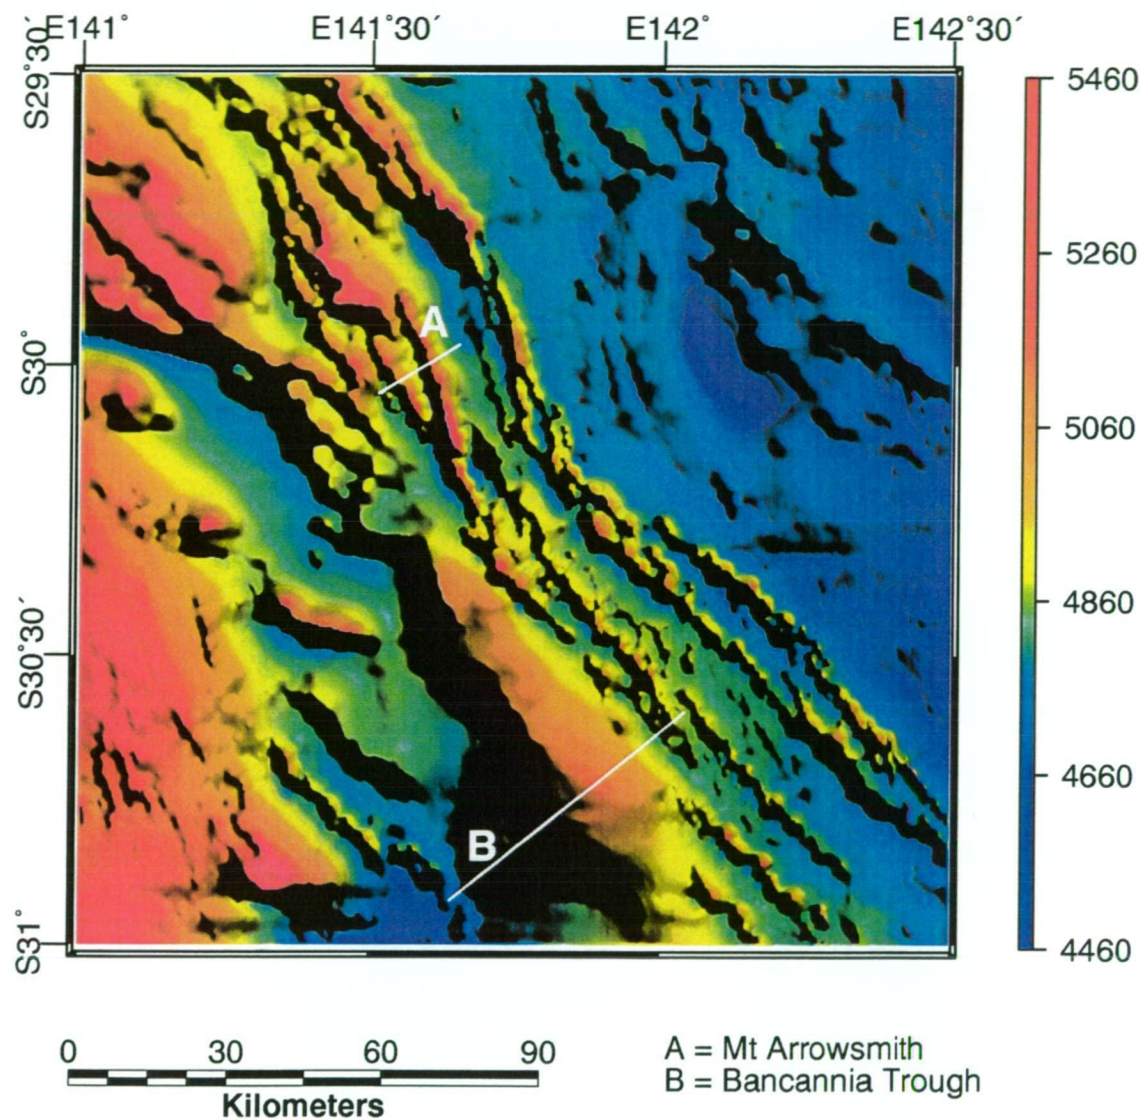 E141° E141°30´ E142° E142°30´
S29°30´
S30°
S30°30´
S31°
A
B
5460
5260
5060
4860
4660
4460
0 30 60 90
Kilometers
A = Mt Arrowsmith
B = Bancannia Trough